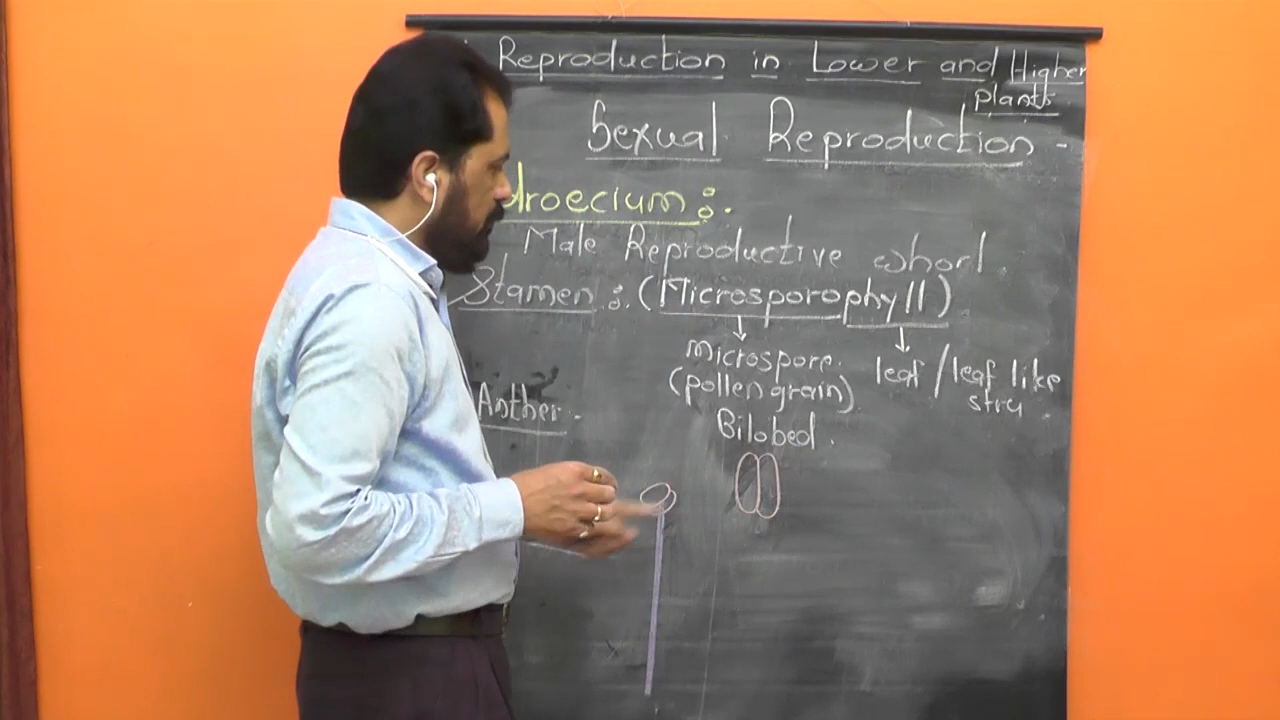 Reproduction in Lower and Higher
plants.
Sexual Reproduction -
droecium :.
Male Reproductive whorl.
Stamen :. (Microsporophyll)
Microspore.
(pollen grain)
leaf / leaf like
stru.
Anther.
Bilobed.